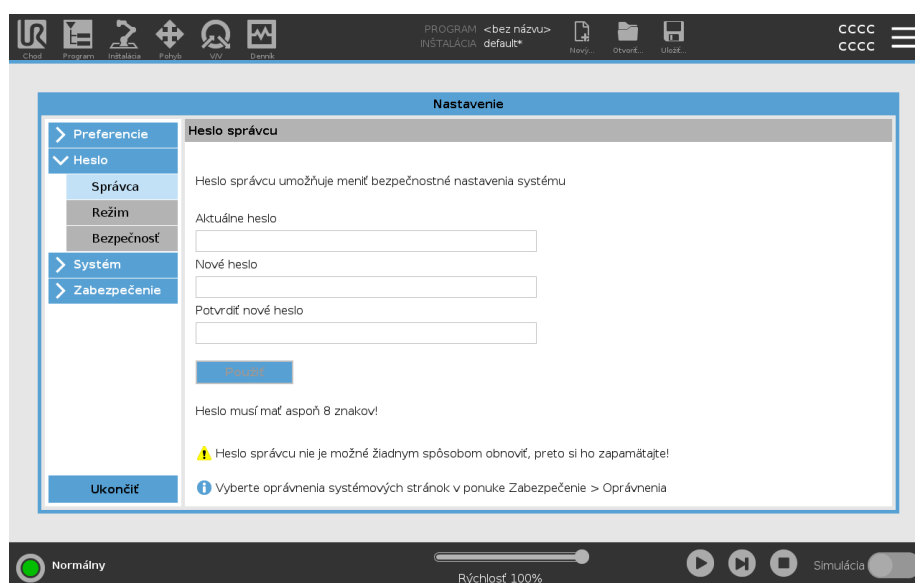 PROGRAM <bez názvu>
INŠTALÁCIA default*
Chod Program Inštalácia Pohyb V/V Denník Nový... Otvoriť... Uložiť...
CCCC
CCCC
Nastavenie
Preferencie
Heslo
Správca
Režim
Bezpečnosť
Systém
Zabezpečenie
Ukončiť
Heslo správcu
Heslo správcu umožňuje meniť bezpečnostné nastavenia systému
Aktuálne heslo
Nové heslo
Potvrdiť nové heslo
Použiť
Heslo musí mať aspoň 8 znakov!
Heslo správcu nie je možné žiadnym spôsobom obnoviť, preto si ho zapamätajte!
Vyberte oprávnenia systémových stránok v ponuke Zabezpečenie > Oprávnenia
Normálny
Rýchlosť 100%
Simulácia